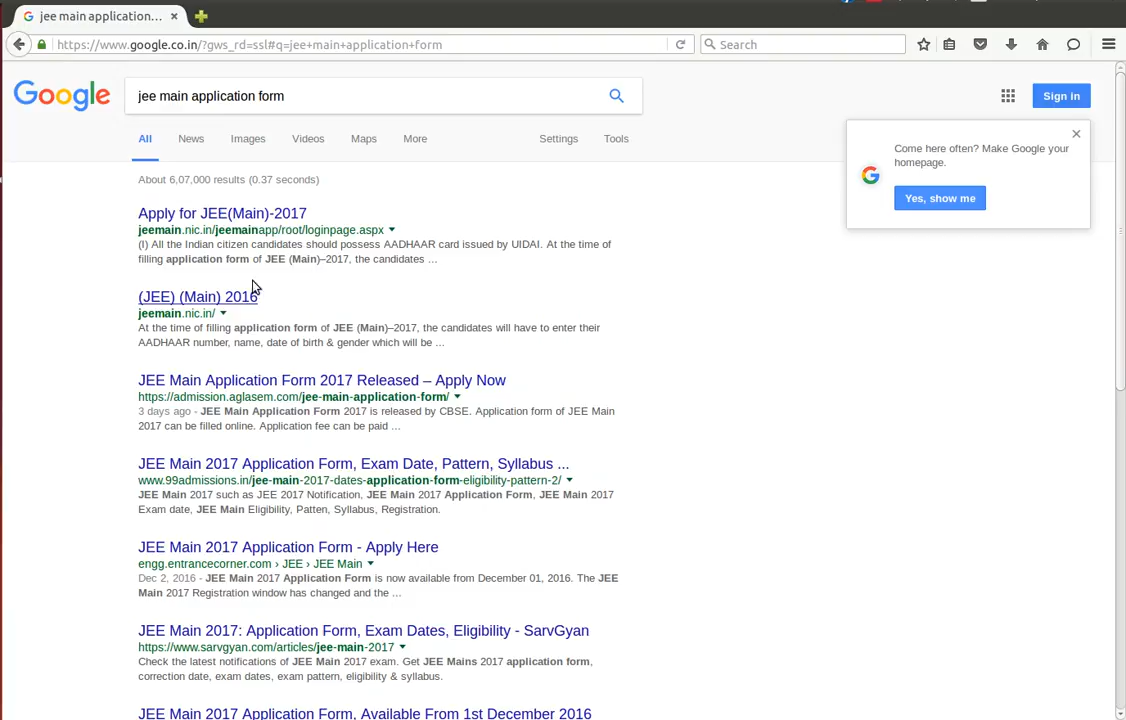 jee main application...
https://www.google.co.in/?gws_rd=ssl#q=jee+main+application+form
Search
Google
jee main application form
Sign in
All News Images Videos Maps More Settings Tools
Come here often? Make Google your
homepage.
Yes, show me
About 6,07,000 results (0.37 seconds)
Apply for JEE(Main)-2017
jeemain.nic.in/jeemainapp/root/loginpage.aspx
(I) All the Indian citizen candidates should possess AADHAAR card issued by UIDAI. At the time of
filling application form of JEE (Main)–2017, the candidates ...
(JEE) (Main) 2016
jeemain.nic.in/
At the time of filling application form of JEE (Main)–2017, the candidates will have to enter their
AADHAAR number, name, date of birth & gender which will be ...
JEE Main Application Form 2017 Released – Apply Now
https://admission.aglasem.com/jee-main-application-form/
3 days ago - JEE Main Application Form 2017 is released by CBSE. Application form of JEE Main
2017 can be filled online. Application fee can be paid ...
JEE Main 2017 Application Form, Exam Date, Pattern, Syllabus ...
www.99admissions.in/jee-main-2017-dates-application-form-eligibility-pattern-2/
JEE Main 2017 such as JEE 2017 Notification, JEE Main 2017 Application Form, JEE Main 2017
Exam date, JEE Main Eligibility, Patten, Syllabus, Registration.
JEE Main 2017 Application Form - Apply Here
engg.entrancecorner.com › JEE › JEE Main
Dec 2, 2016 - JEE Main 2017 Application Form is now available from December 01, 2016. The JEE
Main 2017 Registration window has changed and the ...
JEE Main 2017: Application Form, Exam Dates, Eligibility - SarvGyan
https://www.sarvgyan.com/articles/jee-main-2017
Check the latest notifications of JEE Main 2017 exam. Get JEE Mains 2017 application form,
correction date, exam dates, exam pattern, eligibility & syllabus.
JEE Main 2017 Application Form, Available From 1st December 2016